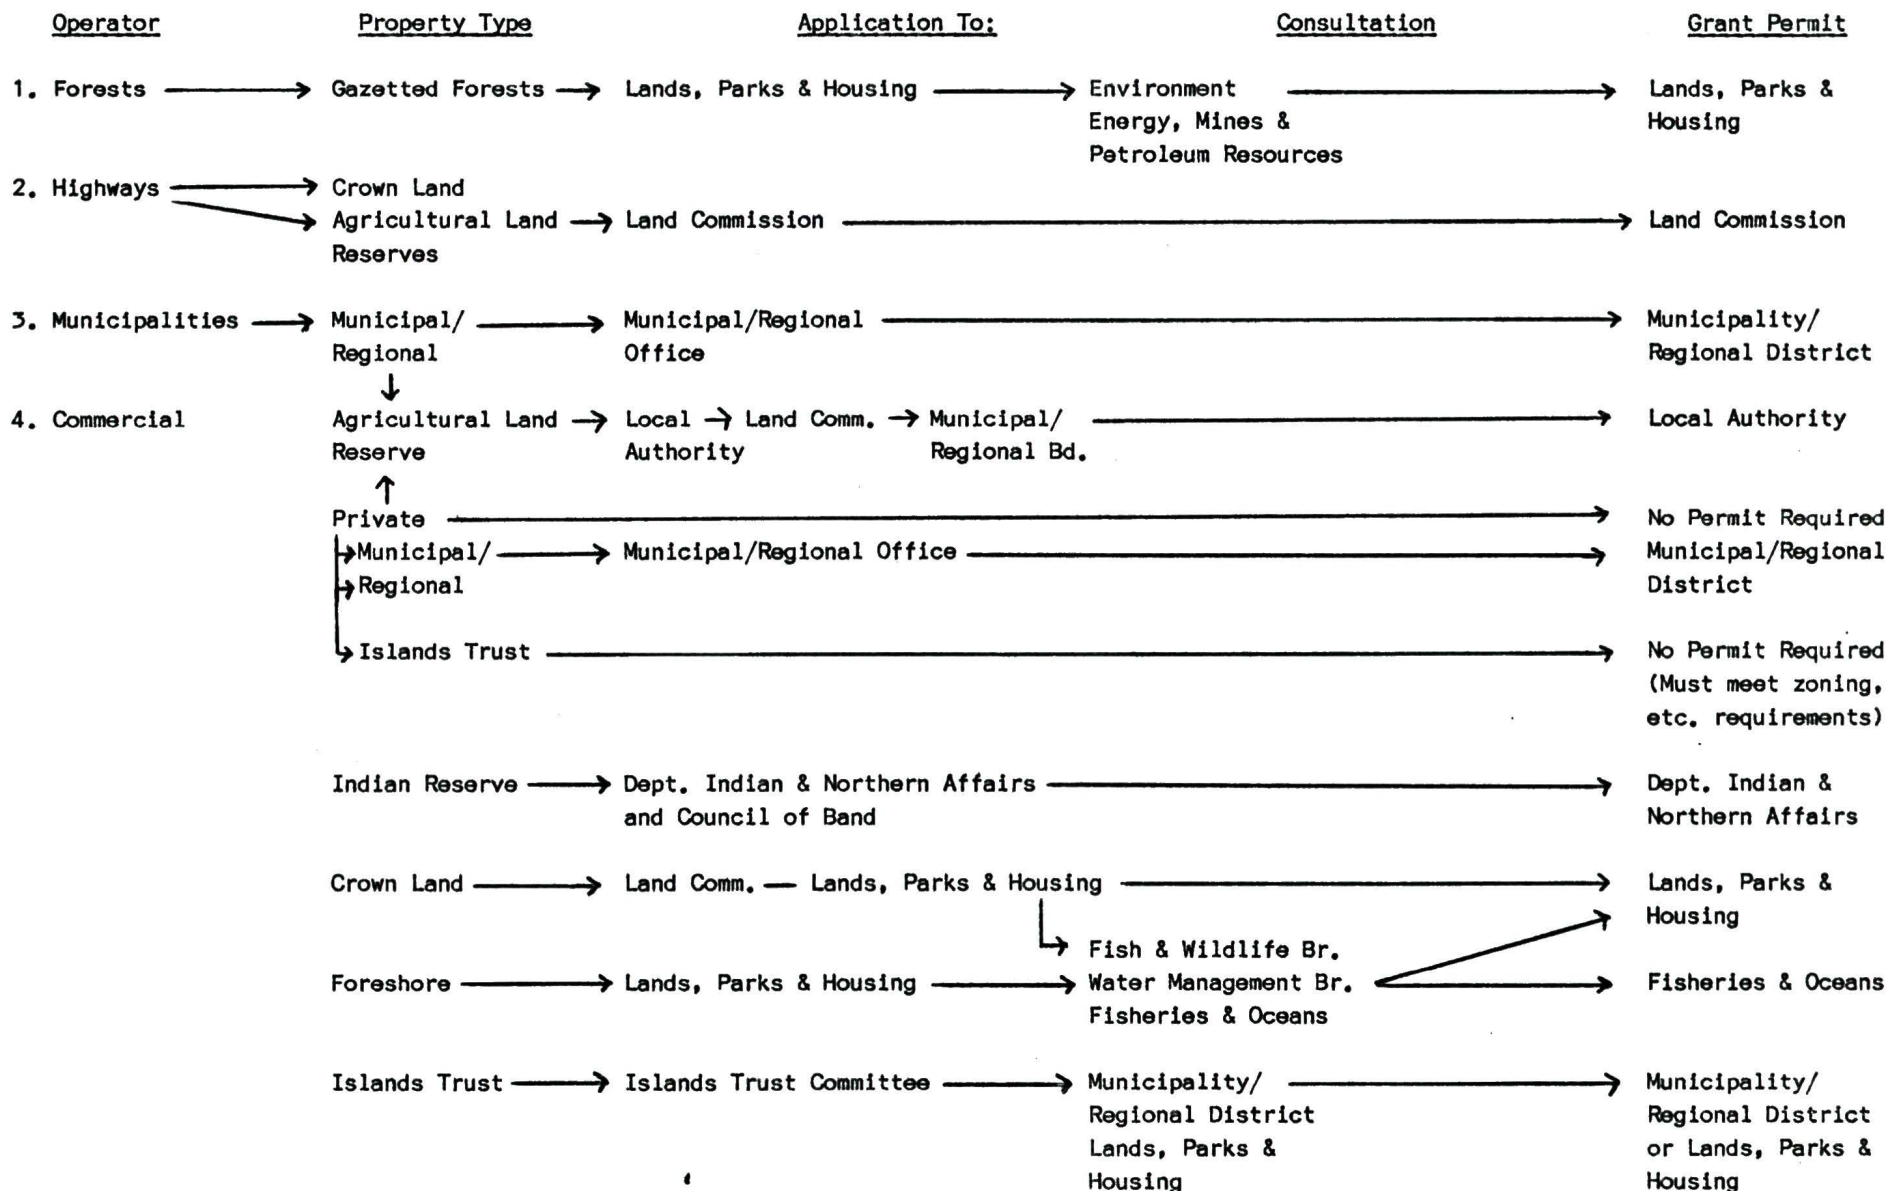 Operator Property Type Application To: Consultation Grant Permit
1. Forests Gazetted Forests Lands, Parks & Housing Environment Lands, Parks &
Energy, Mines & Housing
Petroleum Resources
2. Highways Crown Land
Agricultural Land Land Commission Land Commission
Reserves
3. Municipalities Municipal/ Municipal/Regional Municipality/
Regional Office Regional District
4. Commercial Agricultural Land Local Land Comm. Municipal/ Local Authority
Reserve Authority Regional Bd.
Private No Permit Required
Municipal/ Municipal/Regional Office Municipal/Regional
Regional District
Islands Trust No Permit Required
(Must meet zoning,
etc. requirements)
Indian Reserve Dept. Indian & Northern Affairs Dept. Indian &
and Council of Band Northern Affairs
Crown Land Land Comm. — Lands, Parks & Housing Lands, Parks &
Housing
Fish & Wildlife Br.
Foreshore Lands, Parks & Housing Water Management Br. Fisheries & Oceans
Fisheries & Oceans
Islands Trust Islands Trust Committee Municipality/ Municipality/
Regional District Regional District
Lands, Parks & or Lands, Parks &
Housing Housing